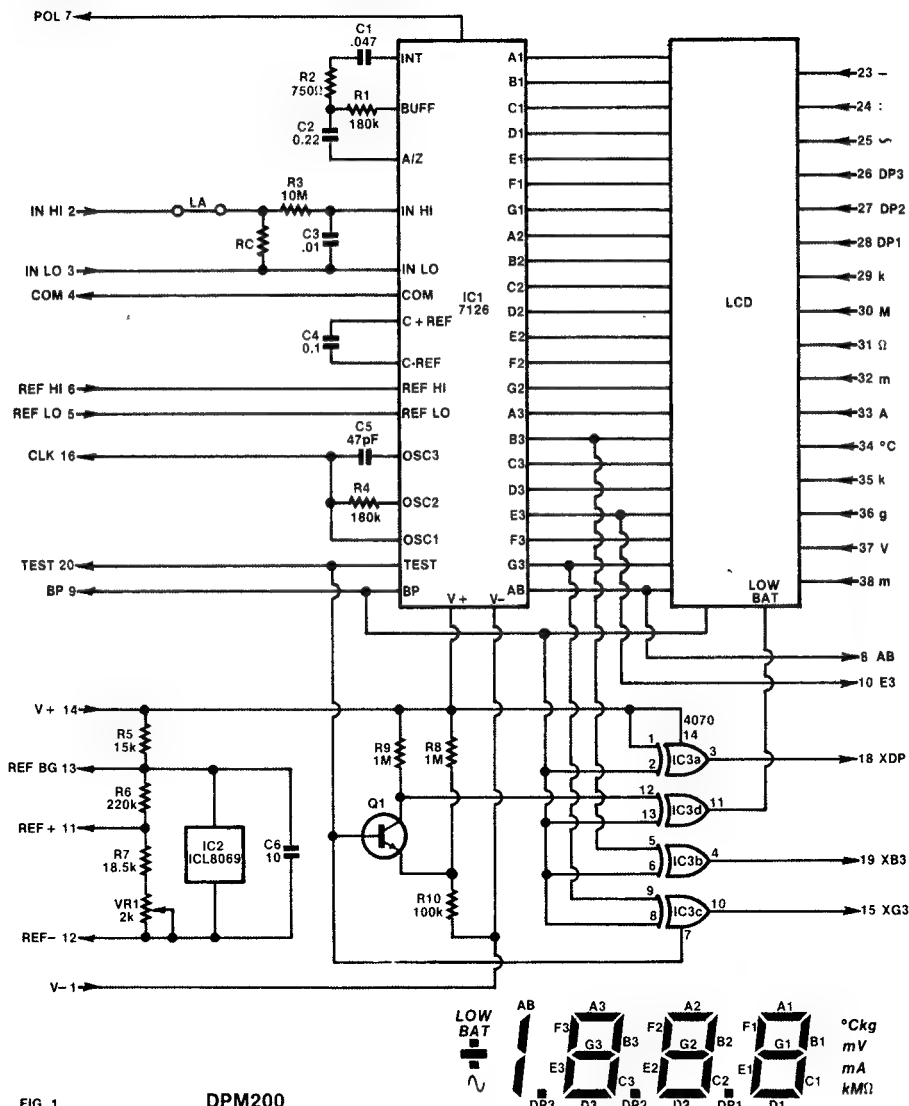 POL 7
C1
.047
INT
R2
750Ω
R1
180k
BUFF
C2
0.22
A/Z
R3
10M
IN HI 2
LA
IN HI
RC
C3
.01
IN LO 3
IN LO
COM 4
COM
C4
0.1
C+REF
C-REF
REF HI 6
REF HI
REF LO 5
REF LO
C5
47pF
CLK 16
OSC3
R4
180k
OSC2
OSC1
TEST 20
TEST
BP 9
BP
V+
V-
IC1
7126
A1
B1
C1
D1
E1
F1
G1
A2
B2
C2
D2
E2
F2
G2
A3
B3
C3
D3
E3
F3
G3
AB
LCD
LOW
BAT
23 –
24 :
25 ∽
26 DP3
27 DP2
28 DP1
29 k
30 M
31 Ω
32 m
33 A
34 °C
35 k
36 g
37 V
38 m
8 AB
10 E3
V+ 14
R5
15k
REF BG 13
R6
220k
REF+ 11
R7
18.5k
VR1
2k
REF- 12
V- 1
IC2
ICL8069
C6
10
R9
1M
R8
1M
Q1
R10
100k
4070
14
1
2
IC3a
3
18 XDP
12
13
IC3d
11
5
6
IC3b
4
19 XB3
9
8
IC3c
10
7
15 XG3
LOW
BAT
~
AB
A3
F3
B3
G3
E3
C3
D3
DP3
DP2
A2
F2
B2
G2
E2
C2
D2
DP1
A1
F1
B1
G1
E1
C1
D1
°Ckg
mV
mA
kMΩ
FIG. 1
DPM200